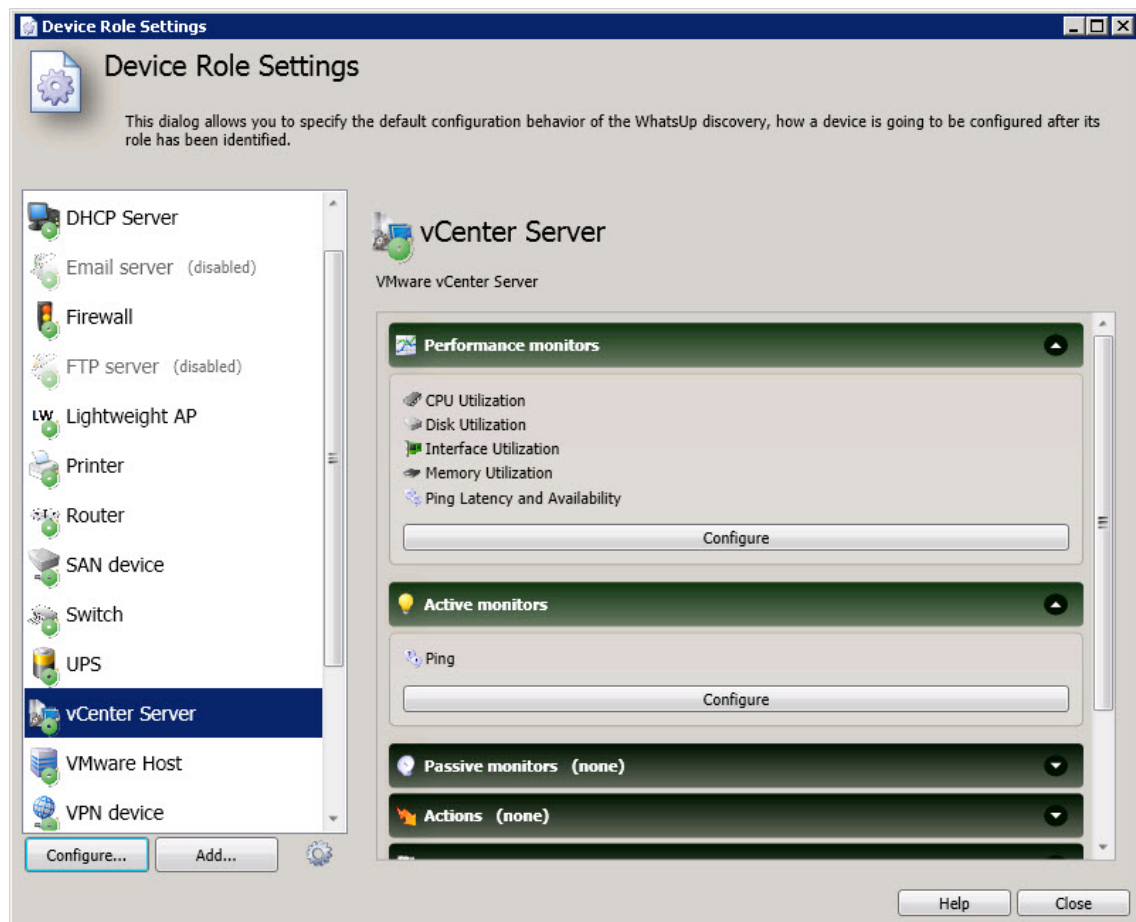 Device Role Settings
Device Role Settings
This dialog allows you to specify the default configuration behavior of the WhatsUp discovery, how a device is going to be configured after its
role has been identified.
DHCP Server
Email server (disabled)
Firewall
FTP server (disabled)
LW Lightweight AP
Printer
Router
SAN device
Switch
UPS
vCenter Server
VMware Host
VPN device
Configure...
Add...
vCenter Server
VMware vCenter Server
Performance monitors
CPU Utilization
Disk Utilization
Interface Utilization
Memory Utilization
Ping Latency and Availability
Configure
Active monitors
Ping
Configure
Passive monitors (none)
Actions (none)
Help
Close